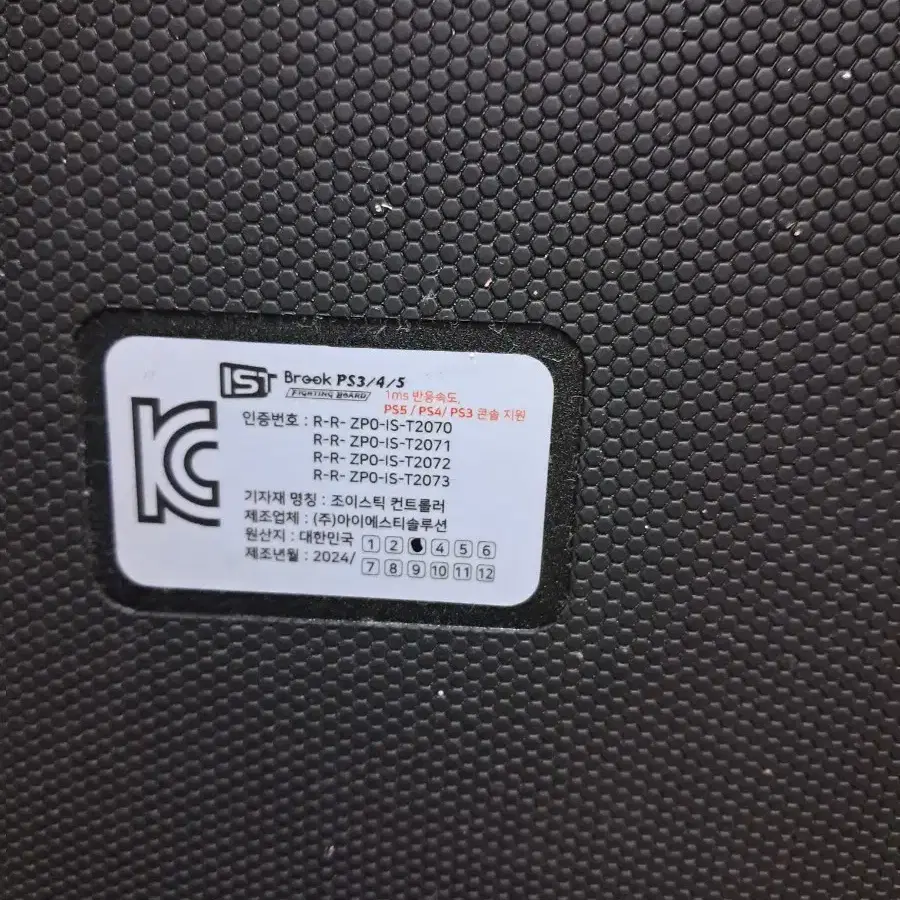 IST Brook PS3/4/5
FIGHTING BOARD
1ms 반응속도,
PS5 / PS4/ PS3 콘솔 지원
KC
인증번호 : R-R- ZP0-IS-T2070
R-R- ZP0-IS-T2071
R-R- ZP0-IS-T2072
R-R- ZP0-IS-T2073
기자재 명칭 : 조이스틱 컨트롤러
제조업체 : (주)아이에스티솔루션
원산지 : 대한민국
제조년월 : 2024/
1 2 4 5 6
7 8 9 10 11 12